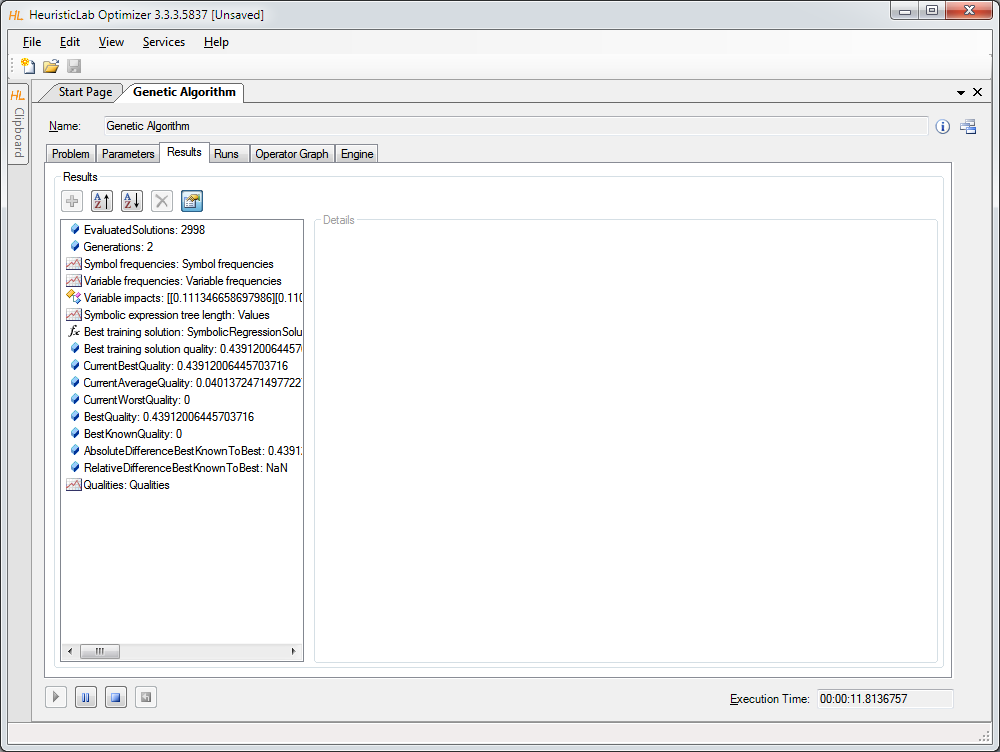 HL HeuristicLab Optimizer 3.3.3.5837 [Unsaved]
File Edit View Services Help
HL Clipboard
Start Page Genetic Algorithm
Name: Genetic Algorithm
Problem Parameters Results Runs Operator Graph Engine
Results
Details
EvaluatedSolutions: 2998
Generations: 2
Symbol frequencies: Symbol frequencies
Variable frequencies: Variable frequencies
Variable impacts: [[0.111346658697986][0.110
Symbolic expression tree length: Values
fx Best training solution: SymbolicRegressionSolu
Best training solution quality: 0.4391200644570
CurrentBestQuality: 0.43912006445703716
CurrentAverageQuality: 0.0401372471497722
CurrentWorstQuality: 0
BestQuality: 0.43912006445703716
BestKnownQuality: 0
AbsoluteDifferenceBestKnownToBest: 0.4391
RelativeDifferenceBestKnownToBest: NaN
Qualities: Qualities
Execution Time: 00:00:11.8136757